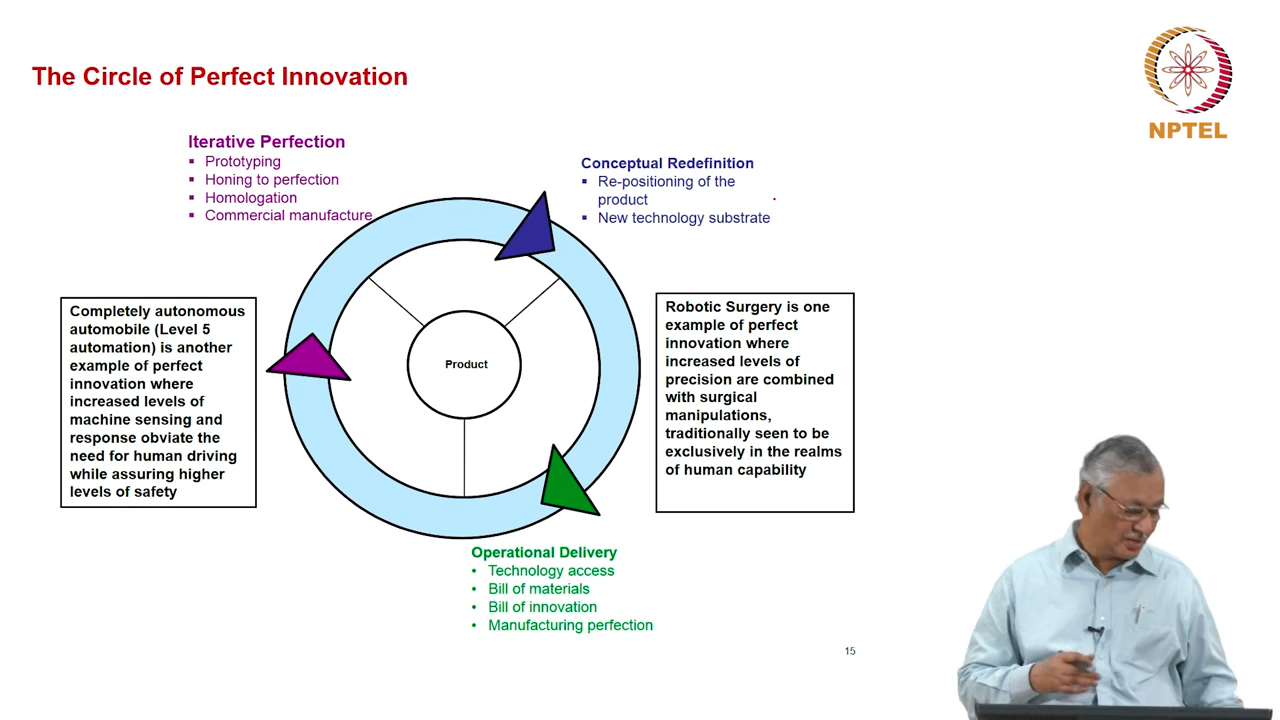 The Circle of Perfect Innovation
NPTEL
Iterative Perfection
▪ Prototyping
▪ Honing to perfection
▪ Homologation
▪ Commercial manufacture
Conceptual Redefinition
▪ Re-positioning of the
product
▪ New technology substrate
Completely autonomous
automobile (Level 5
automation) is another
example of perfect
innovation where
increased levels of
machine sensing and
response obviate the
need for human driving
while assuring higher
levels of safety
Product
Robotic Surgery is one
example of perfect
innovation where
increased levels of
precision are combined
with surgical
manipulations,
traditionally seen to be
exclusively in the realms
of human capability
Operational Delivery
• Technology access
• Bill of materials
• Bill of innovation
• Manufacturing perfection
15